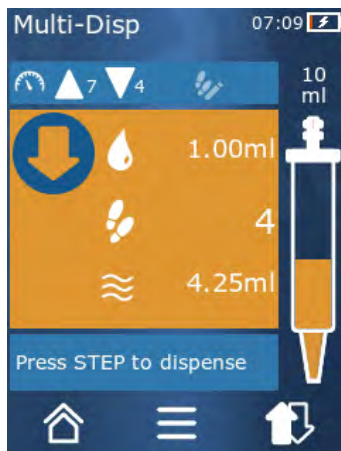 Multi-Disp 07:09
7 4
10
ml
1.00ml
4
4.25ml
Press STEP to dispense